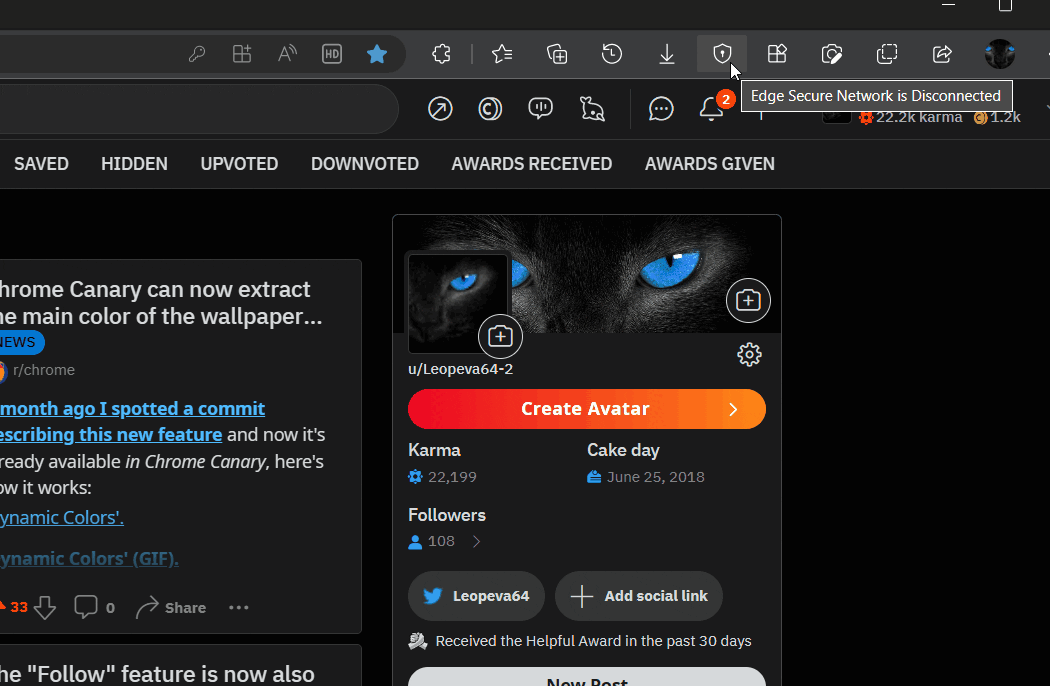 HD
Edge Secure Network is Disconnected
2
22.2k karma
1.2k
SAVED HIDDEN UPVOTED DOWNVOTED AWARDS RECEIVED AWARDS GIVEN
hrome Canary can now extract
he main color of the wallpaper...
NEWS
r/chrome
month ago I spotted a commit
escribing this new feature and now it's
ready available in Chrome Canary, here's
ow it works:
ynamic Colors'.
ynamic Colors' (GIF).
33 0 Share
he "Follow" feature is now also
u/Leopeva64-2
Create Avatar
Karma Cake day
22,199 June 25, 2018
Followers
108
Leopeva64 Add social link
Received the Helpful Award in the past 30 days
New Post